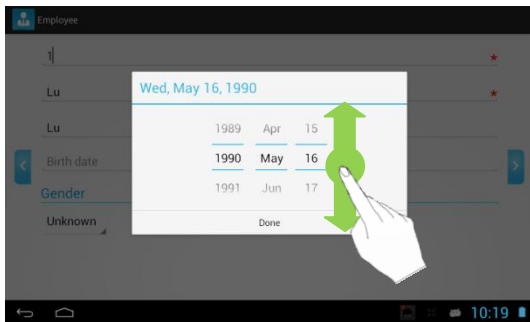 Employee
1
*
Lu
*
Wed, May 16, 1990
1989 Apr 15
1990 May 16
1991 Jun 17
Done
Lu
Birth date
Gender
Unknown
10:19